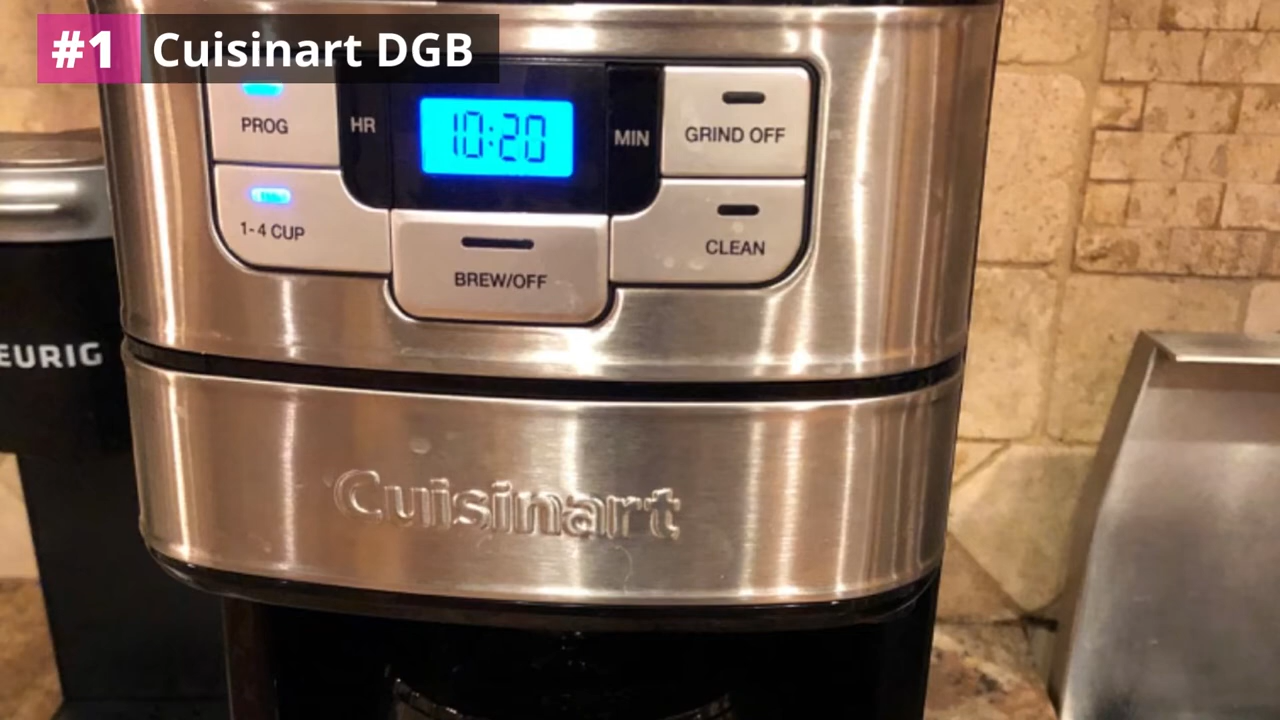 #1 Cuisinart DGB
PROG
HR
10:20
MIN
GRIND OFF
1-4 CUP
BREW/OFF
CLEAN
EURIG
Cuisinart